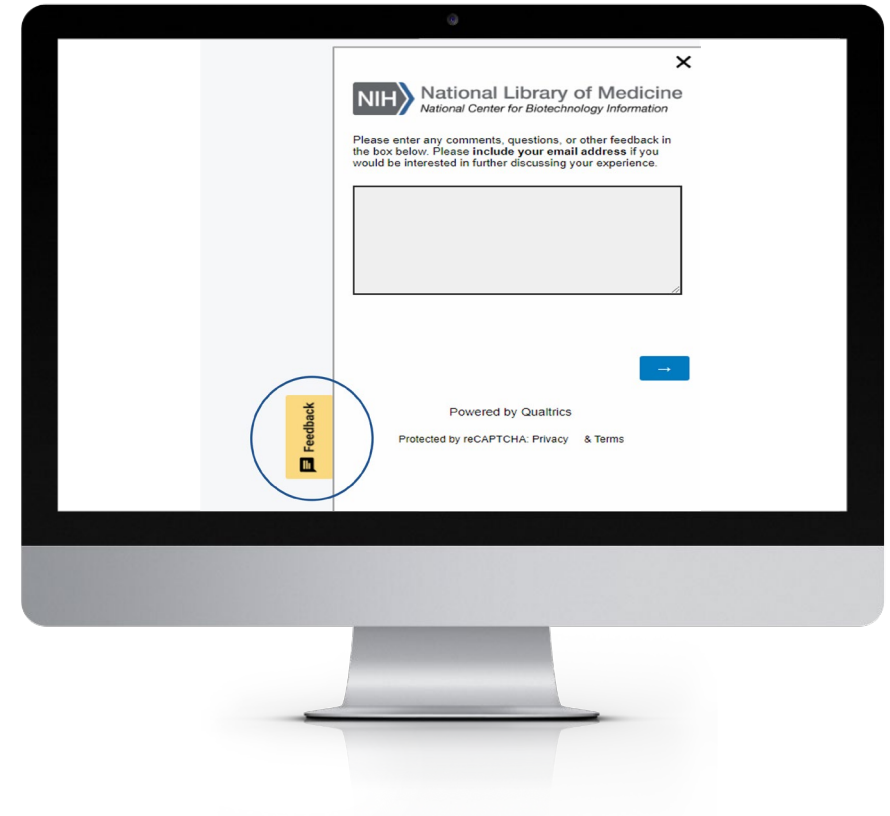 NIH National Library of Medicine
National Center for Biotechnology Information
Please enter any comments, questions, or other feedback in
the box below. Please include your email address if you
would be interested in further discussing your experience.
→
Feedback
Powered by Qualtrics
Protected by reCAPTCHA: Privacy & Terms